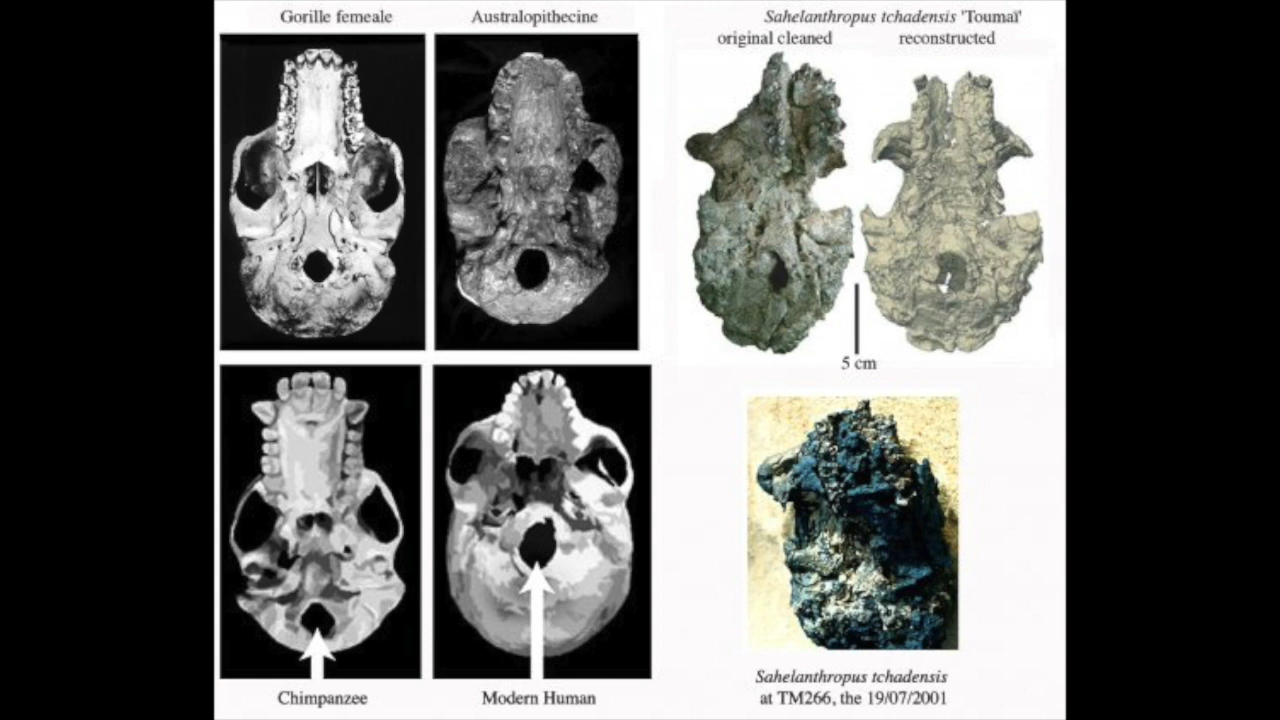 Gorille femeale
Australopithecine
Sahelanthropus tchadensis 'Toumaï'
original cleaned
reconstructed
5 cm
Chimpanzee
Modern Human
Sahelanthropus tchadensis
at TM266, the 19/07/2001